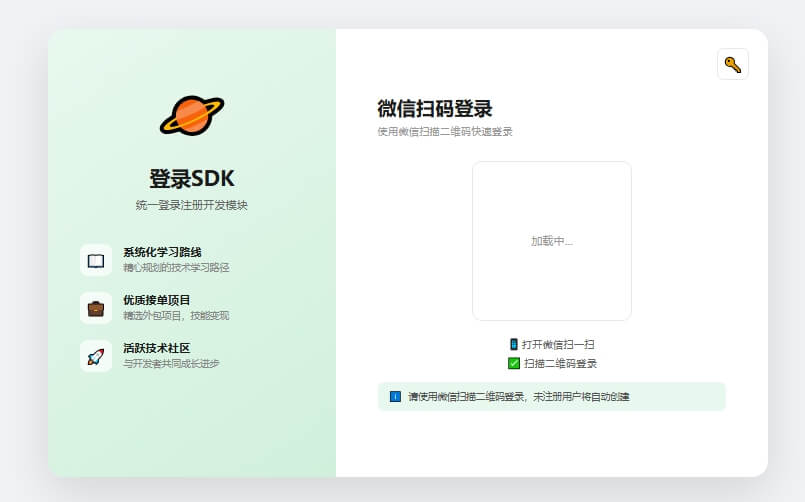 登录SDK
统一登录注册开发模块
系统化学习路线
精心规划的技术学习路径
优质接单项目
精选外包项目，技能变现
活跃技术社区
与开发者共同成长进步
微信扫码登录
使用微信扫描二维码快速登录
加载中...
打开微信扫一扫
扫描二维码登录
请使用微信扫描二维码登录，未注册用户将自动创建